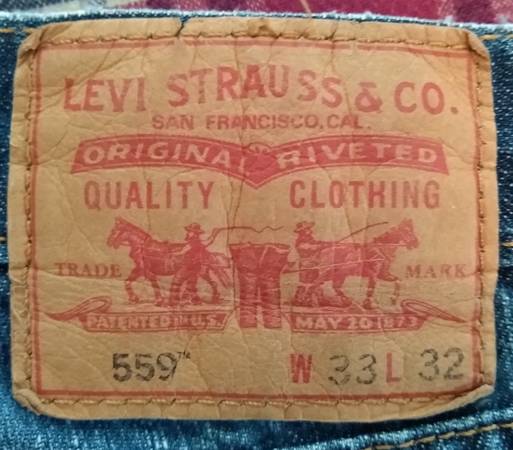 LEVI STRAUSS & CO.
SAN FRANCISCO, CAL.
ORIGINAL RIVETED
QUALITY CLOTHING
TRADE MARK
PATENTED IN U.S. MAY 20 1873
559™ W 33 L 32